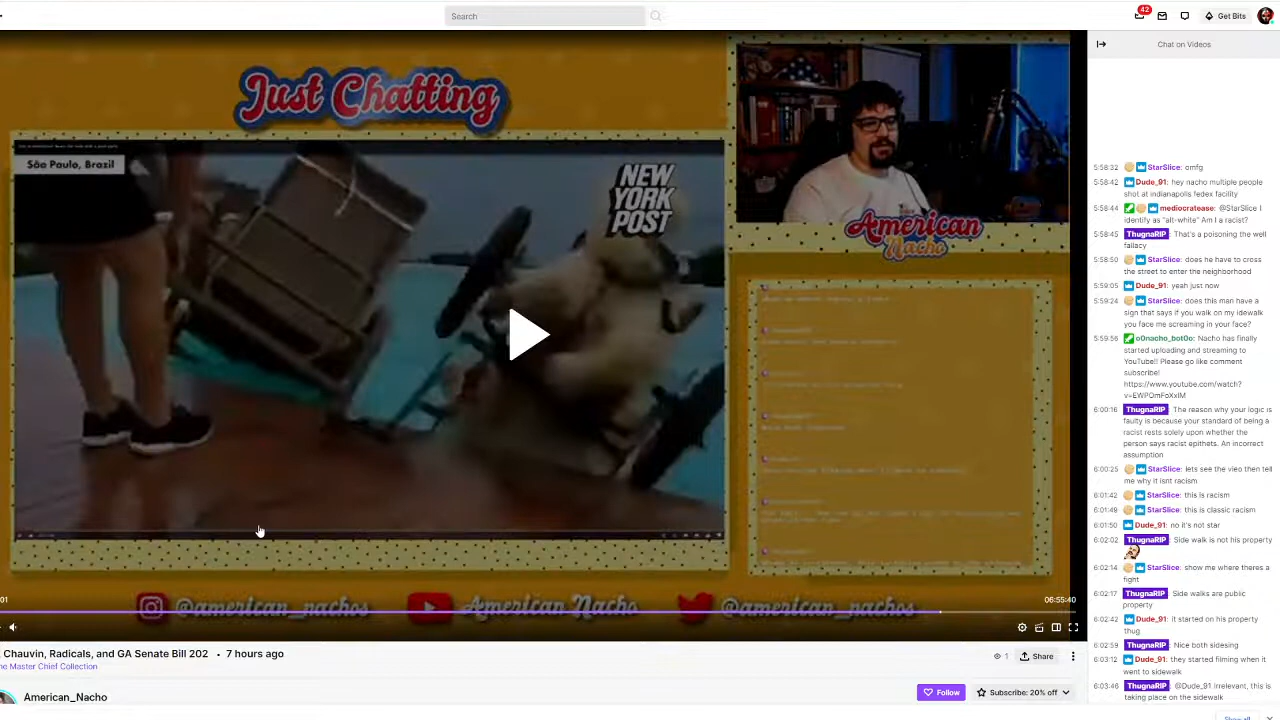 Search
42
Get Bits
Just Chatting
São Paulo, Brazil
NEW
YORK
POST
American
Nacho
@american_nachos
American Nacho
@american_nachos
01
06:55:40
, Chauvin, Radicals, and GA Senate Bill 202 • 7 hours ago
1
Share
he Master Chief Collection
American_Nacho
Follow
Subscribe: 20% off
Chat on Videos
5:58:32 StarSlice: omfg
5:58:42 Dude_91: hey nacho multiple people
shot at indianapolis fedex facility
5:58:44 mediocratease: @StarSlice I
identify as "alt-white" Am I a racist?
5:58:45 ThugnaRIP That's a poisoning the well
fallacy
5:58:50 StarSlice: does he have to cross
the street to enter the neighborhood
5:59:05 Dude_91: yeah just now
5:59:24 StarSlice: does this man have a
sign that says if you walk on my idewalk
you face me screaming in your face?
5:59:56 o0nacho_bot0o: Nacho has finally
started uploading and streaming to
YouTube!! Please go like comment
subscribe!
https://www.youtube.com/watch?
v=EWPOmFoXxIM
6:00:16 ThugnaRIP The reason why your logic is
faulty is because your standard of being a
racist rests solely upon whether the
person says racist epithets. An incorrect
assumption
6:00:25 StarSlice: lets see the vieo then tell
me why it isnt racism
6:01:42 StarSlice: this is racism
6:01:49 StarSlice: this is classic racism
6:01:50 Dude_91: no it's not star
6:02:02 ThugnaRIP Side walk is not his property
6:02:14 StarSlice: show me where theres a
fight
6:02:17 ThugnaRIP Side walks are public
property
6:02:42 Dude_91: it started on his property
thug
6:02:59 ThugnaRIP Nice both sidesing
6:03:12 Dude_91: they started filming when it
went to sidewalk
6:03:46 ThugnaRIP @Dude_91 Irrelevant, this is
taking place on the sidewalk
Show all